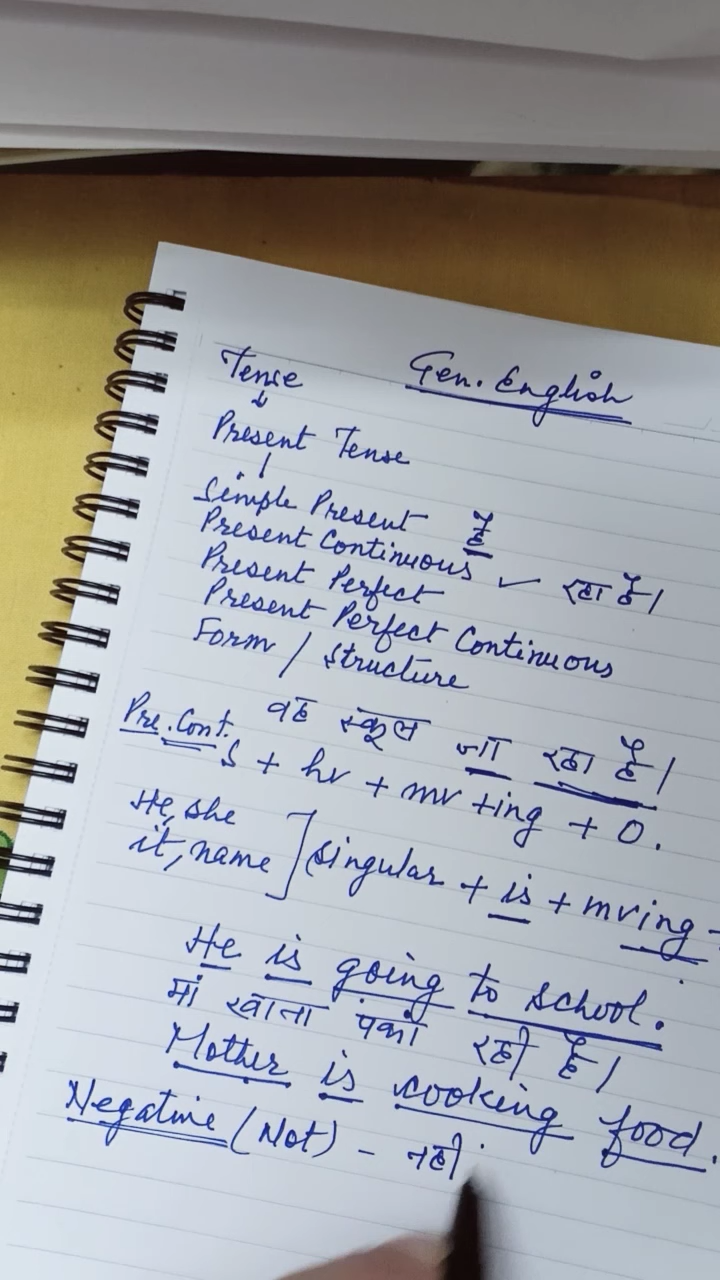 Gen. English
Tense
↓
Present Tense
Simple Present है
Present Continuous ✓ रहा है।
Present Perfect
Present Perfect Continuous
Form / Structure
Pre. Cont. वह स्कूल जा रहा है।
S + hv + mv + ing + O.
He, she
it, name ] singular + is + mving +
He is going to school.
मां खाना पका रही है।
Mother is cooking food.
Negative (Not) - नही